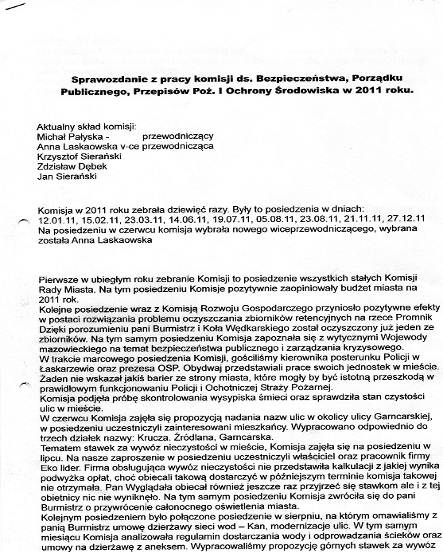 Sprawozdanie z pracy komisji ds. Bezpieczeństwa, Porządku
Publicznego, Przepisów Poż. I Ochrony Środowiska w 2011 roku.
Aktualny skład komisji:
Michał Pałyska - przewodniczący
Anna Laskaowska v-ce przewodnicząca
Krzysztof Sierański
Zdzisław Dębek
Jan Sierański
Komisja w 2011 roku zebrała dziewięć razy. Były to posiedzenia w dniach:
12.01.11, 15.02.11, 23.03.11, 14.06.11, 19.07.11, 05.08.11, 23.08.11, 21.11.11, 27.12.11
Na posiedzeniu w czerwcu komisja wybrała nowego wiceprzewodniczącego, wybrana
została Anna Laskaowska
Pierwsze w ubiegłym roku zebranie Komisji to posiedzenie wszystkich stałych Komisji
Rady Miasta. Na tym posiedzeniu Komisje pozytywnie zaopiniowały budżet miasta na
2011 rok.
Kolejne posiedzenie wraz z Komisją Rozwoju Gospodarczego przyniosło pozytywne efekty
w postaci rozwiązania problemu oczyszczania zbiorników retencyjnych na rzece Promnik
Dzięki porozumieniu pani Burmistrz i Koła Wędkarskiego został oczyszczony już jeden ze
zbiorników. Na tym samym posiedzeniu Komisja zapoznała się z wytycznymi Wojewody
mazowieckiego na temat bezpieczeństwa publicznego i zarządzania kryzysowego.
W trakcie marcowego posiedzenia Komisji, gościliśmy kierownika posterunku Policji w
Łaskarzewie oraz prezesa OSP. Obydwaj przedstawiali prace swoich jednostek w mieście.
Żaden nie wskazał jakiś barier ze strony miasta, które mogły by być istotną przeszkodą w
prawidłowym funkcjonowaniu Policji i Ochotniczej Straży Pożarnej.
Komisja podjęła próbę skontrolowania wysypiska śmieci oraz sprawdziła stan czystości
ulic w mieście.
W czerwcu Komisja zajęła się propozycją nadania nazw ulic w okolicy ulicy Garncarskiej,
w posiedzeniu uczestniczyli zainteresowani mieszkańcy. Wypracowano odpowiednio do
trzech działek nazwy: Krucza. Źródlana, Garncarska.
Tematem stawek za wywóz nieczystości w mieście, Komisja zajęła się na posiedzeniu w
lipcu. Na nasze zaproszenie w posiedzeniu uczestniczyli właściciel oraz pracownik firmy
Eko lider. Firma obsługująca wywóz nieczystości nie przedstawiła kalkulacji z jakiej wynika
podwyżka opłat, choć obiecali takową dostarczyć w późniejszym terminie komisja takowej
nie otrzymała. Pan Wyglądała obiecał również jeszcze raz przyjrzeć się stawkom ale i z tej
obietnicy nic nie wyniknęło. Na tym samym posiedzeniu Komisja zwróciła się do pani
Burmistrz o przywrócenie całonocnego oświetlenia miasta.
Kolejnym posiedzeniem było połączone posiedzenie w sierpniu, na którym omawialiśmy z
panią Burmistrz umowę dzierżawy sieci wod – Kan, modernizacje ulic. W tym samym
miesiącu Komisja analizowała regulamin dostarczania wody i odprowadzania ścieków oraz
umowy na dzierżawę z aneksem. Wypracowaliśmy propozycję górnych stawek za wywóz